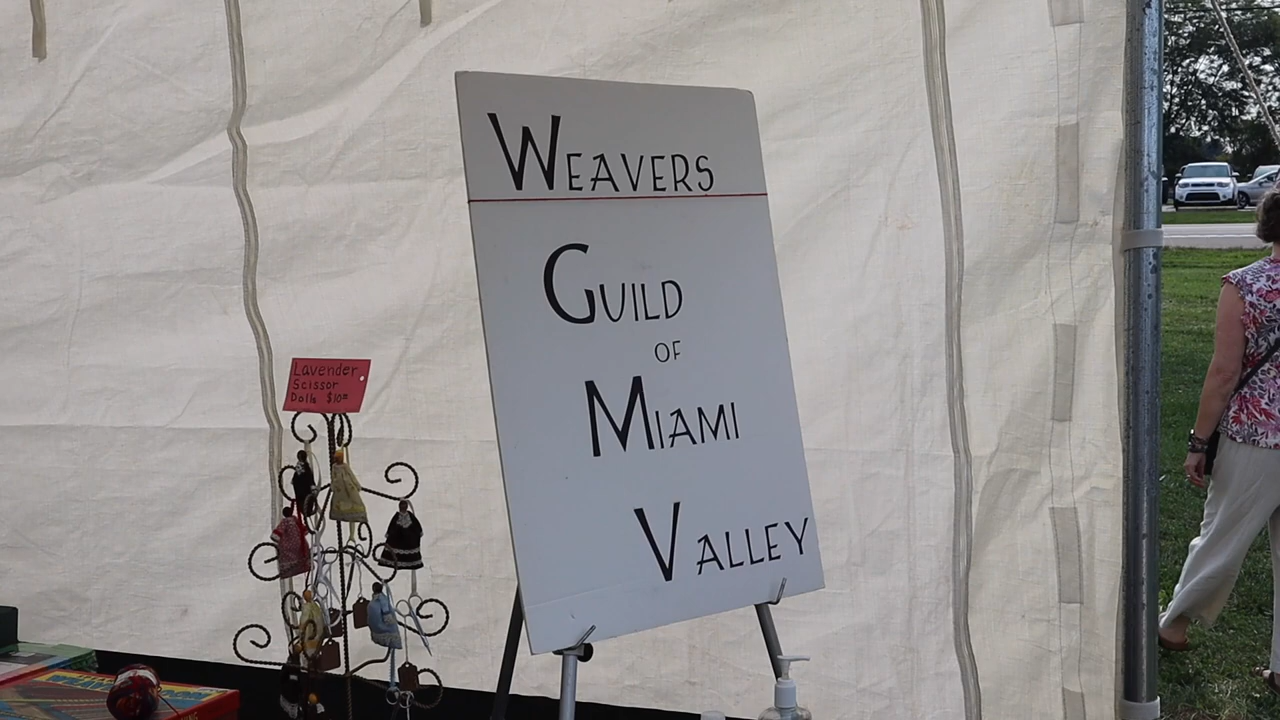 Weavers
Guild
of
Miami
Valley
Lavender
Scissor
Dolls $10